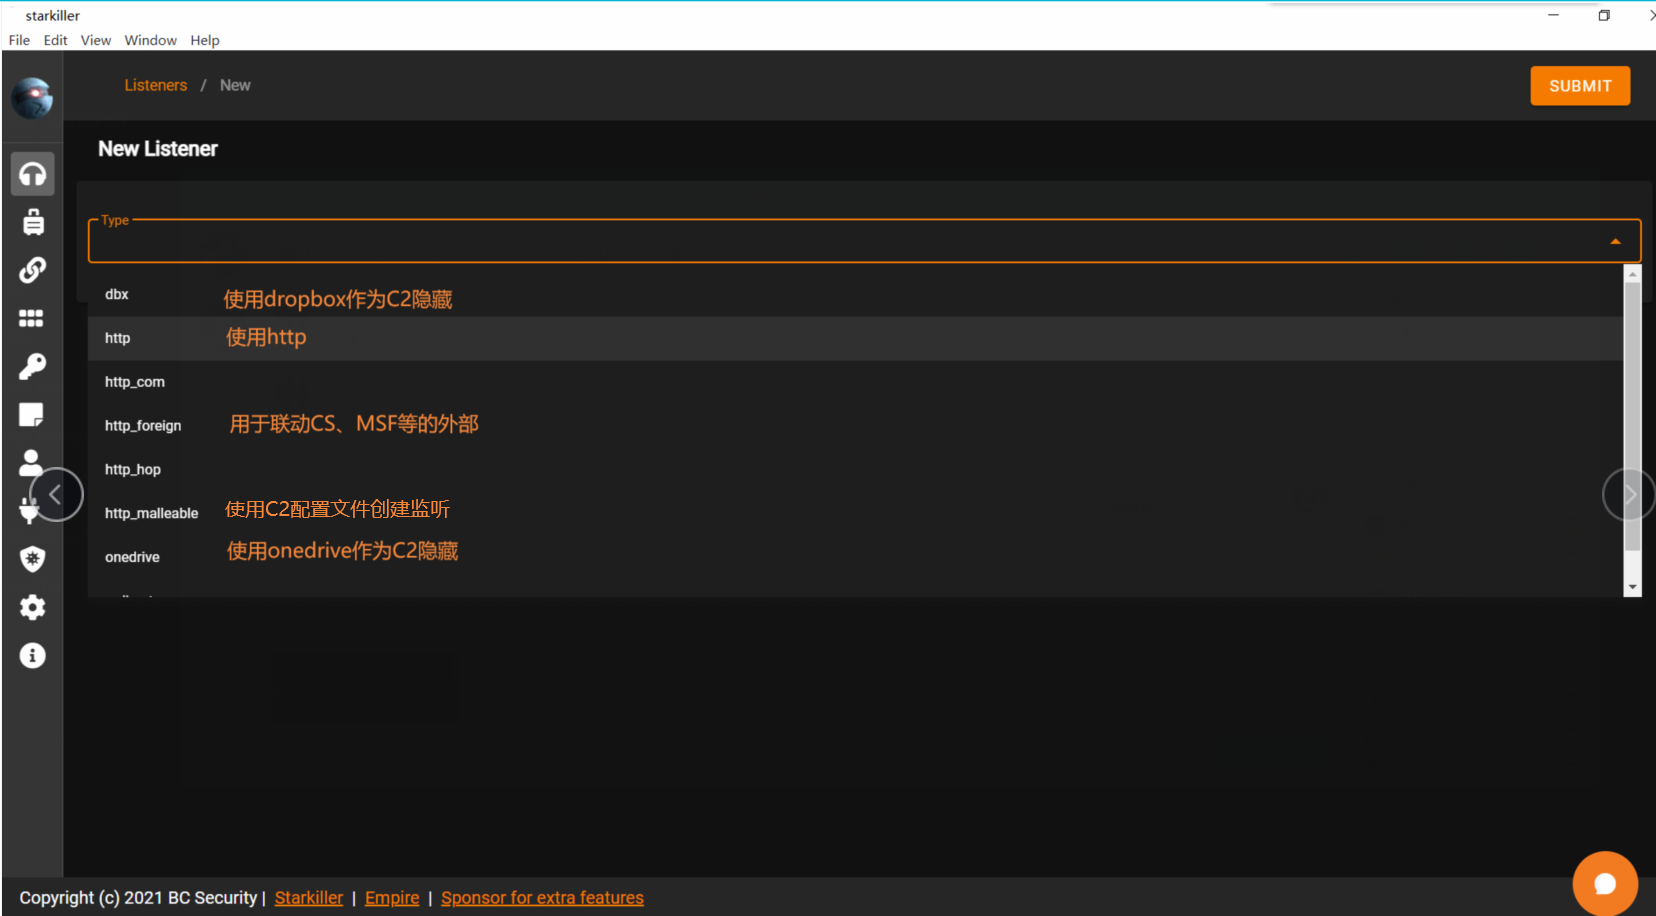 starkiller
File Edit View Window Help
Listeners / New
SUBMIT
New Listener
Type
dbx 使用dropbox作为C2隐藏
http 使用http
http_com
http_foreign 用于联动CS、MSF等的外部
http_hop
http_malleable 使用C2配置文件创建监听
onedrive 使用onedrive作为C2隐藏
Copyright (c) 2021 BC Security | Starkiller | Empire | Sponsor for extra features